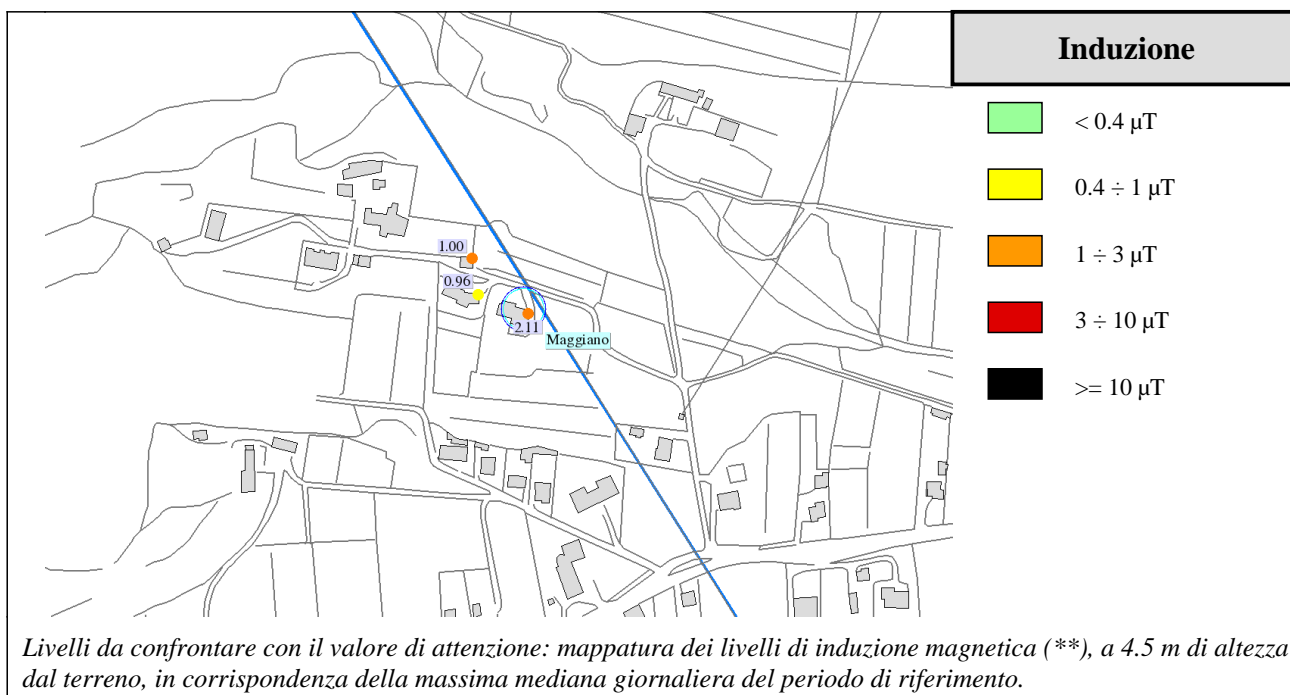 Induzione
< 0.4 µT
0.4 ÷ 1 µT
1 ÷ 3 µT
3 ÷ 10 µT
>= 10 µT
1.00
0.96
2.11
Maggiano
Livelli da confrontare con il valore di attenzione: mappatura dei livelli di induzione magnetica (**), a 4.5 m di altezza
dal terreno, in corrispondenza della massima mediana giornaliera del periodo di riferimento.